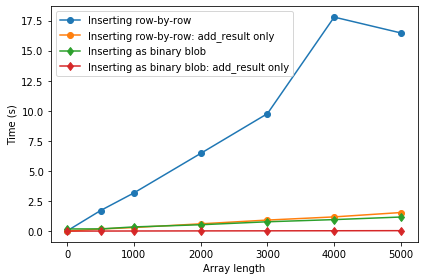 17.5
15.0
12.5
10.0
7.5
5.0
2.5
0.0
Time (s)
Inserting row-by-row
Inserting row-by-row: add_result only
Inserting as binary blob
Inserting as binary blob: add_result only
0 1000 2000 3000 4000 5000
Array length